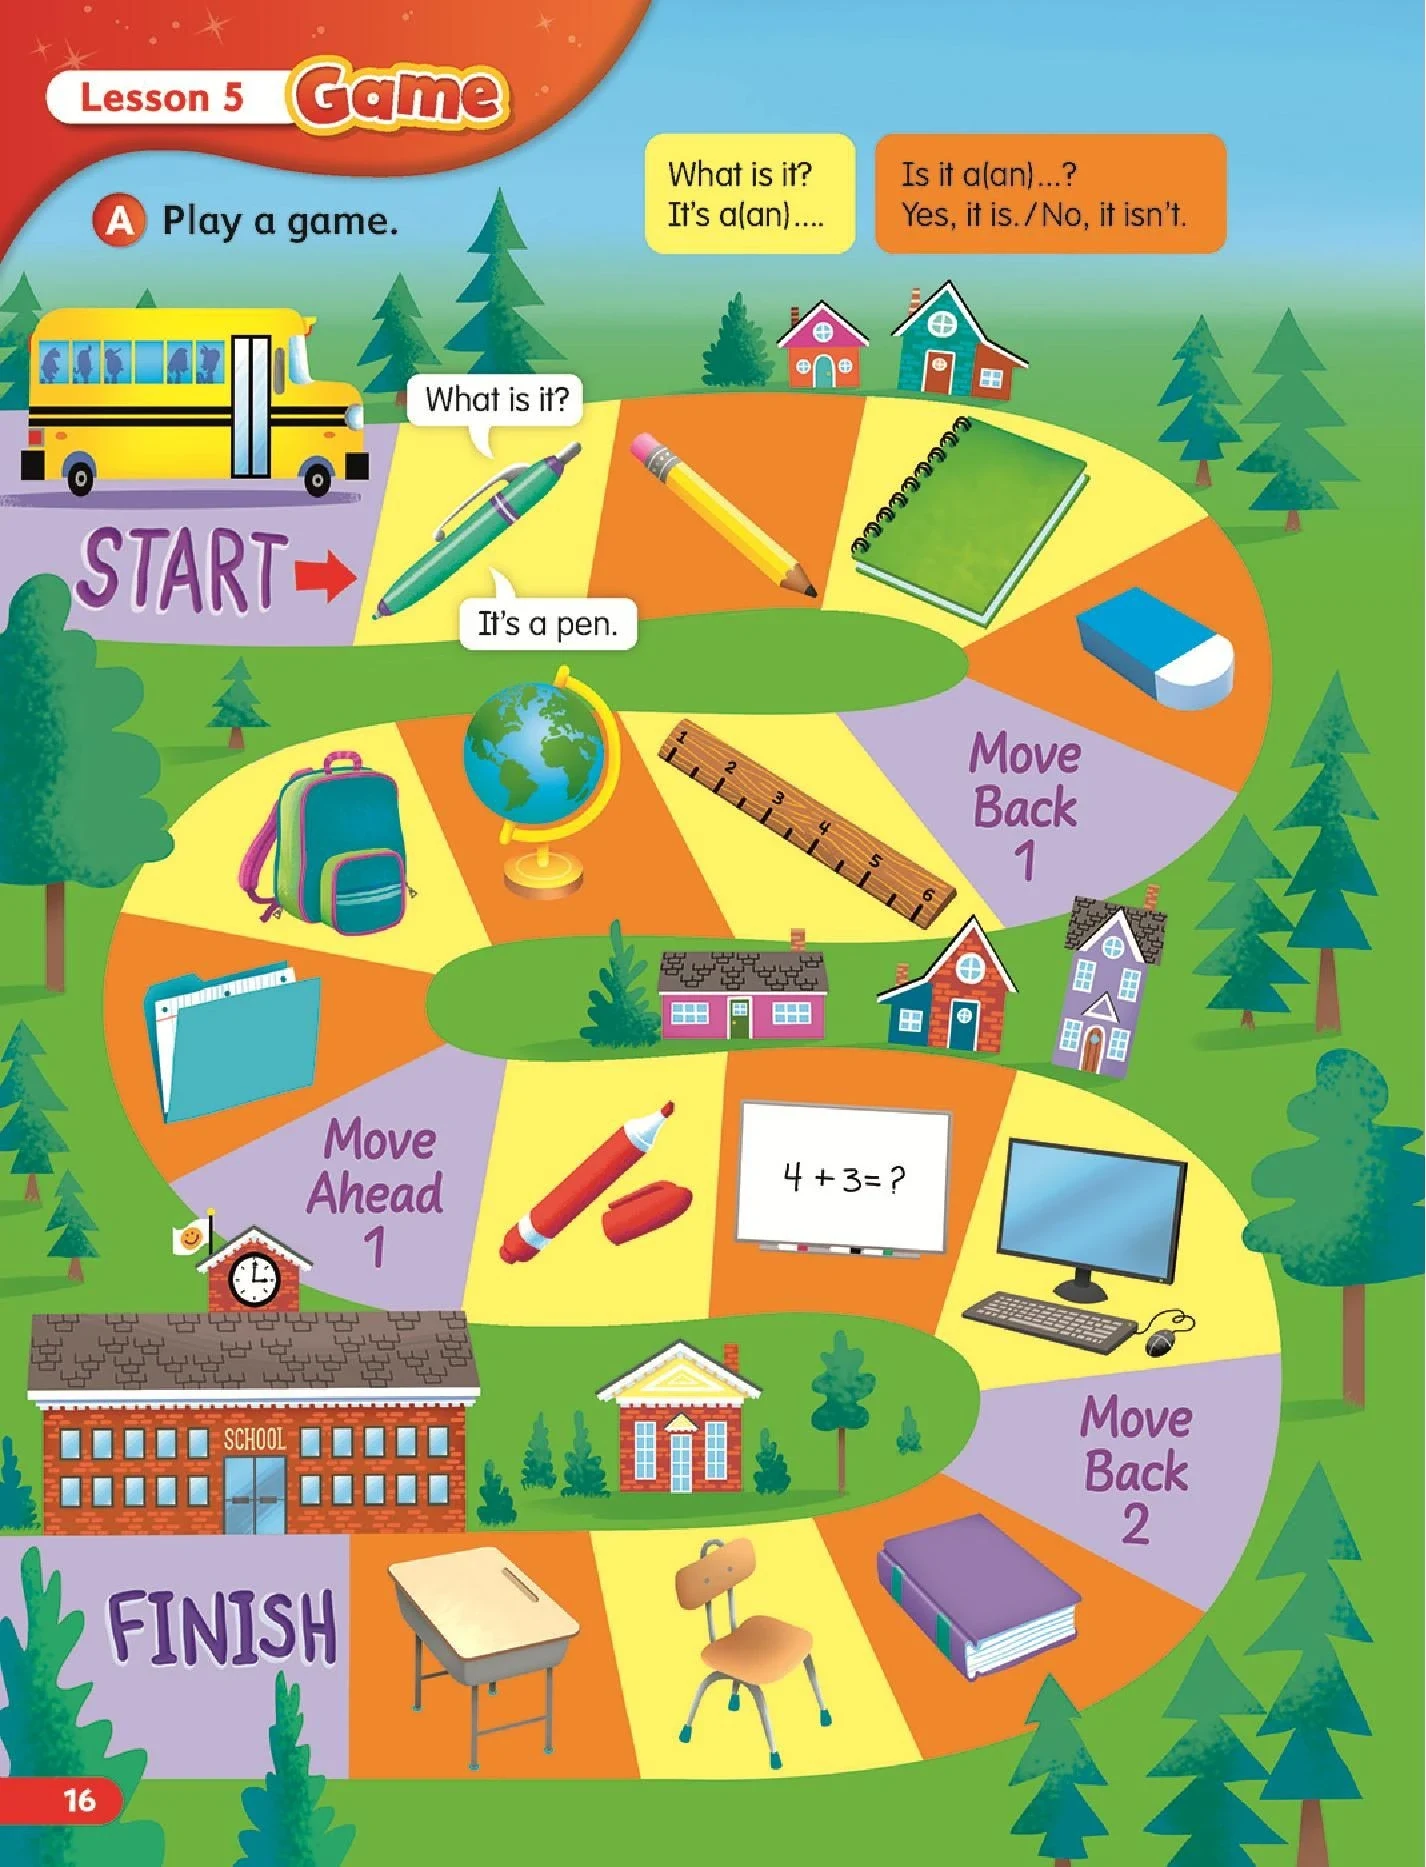 Lesson 5 Game
A Play a game.
What is it?
It's a(an)....
Is it a(an)...?
Yes, it is./No, it isn't.
What is it?
START
It's a pen.
1 2 3 4 5 6
Move
Back
1
Move
Ahead
1
4 + 3 = ?
SCHOOL
Move
Back
2
FINISH
16